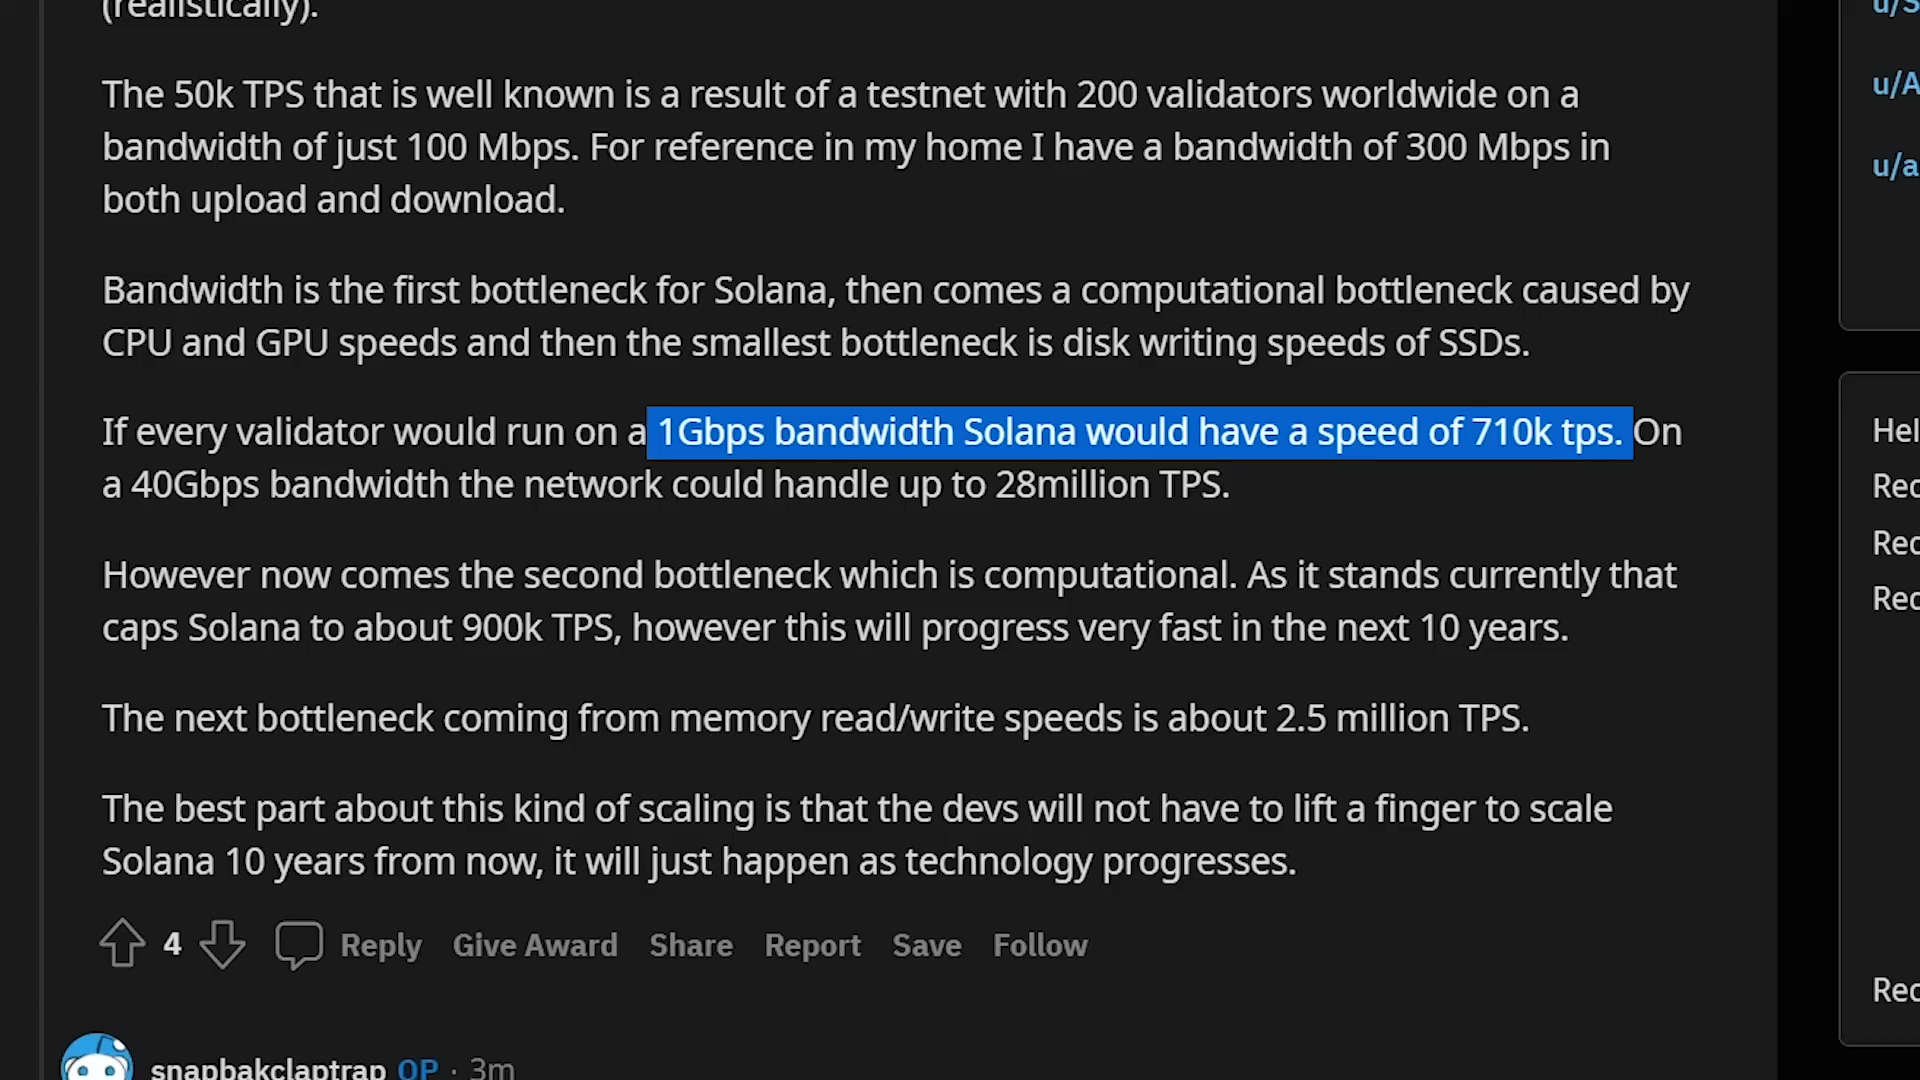 (realistically).
The 50k TPS that is well known is a result of a testnet with 200 validators worldwide on a
bandwidth of just 100 Mbps. For reference in my home I have a bandwidth of 300 Mbps in
both upload and download.
Bandwidth is the first bottleneck for Solana, then comes a computational bottleneck caused by
CPU and GPU speeds and then the smallest bottleneck is disk writing speeds of SSDs.
If every validator would run on a 1Gbps bandwidth Solana would have a speed of 710k tps. On
a 40Gbps bandwidth the network could handle up to 28million TPS.
However now comes the second bottleneck which is computational. As it stands currently that
caps Solana to about 900k TPS, however this will progress very fast in the next 10 years.
The next bottleneck coming from memory read/write speeds is about 2.5 million TPS.
The best part about this kind of scaling is that the devs will not have to lift a finger to scale
Solana 10 years from now, it will just happen as technology progresses.
4 Reply Give Award Share Report Save Follow
snapbakclaptrap OP · 3m
u/S
u/A
u/a
Hel
Rec
Rec
Rec
Rec